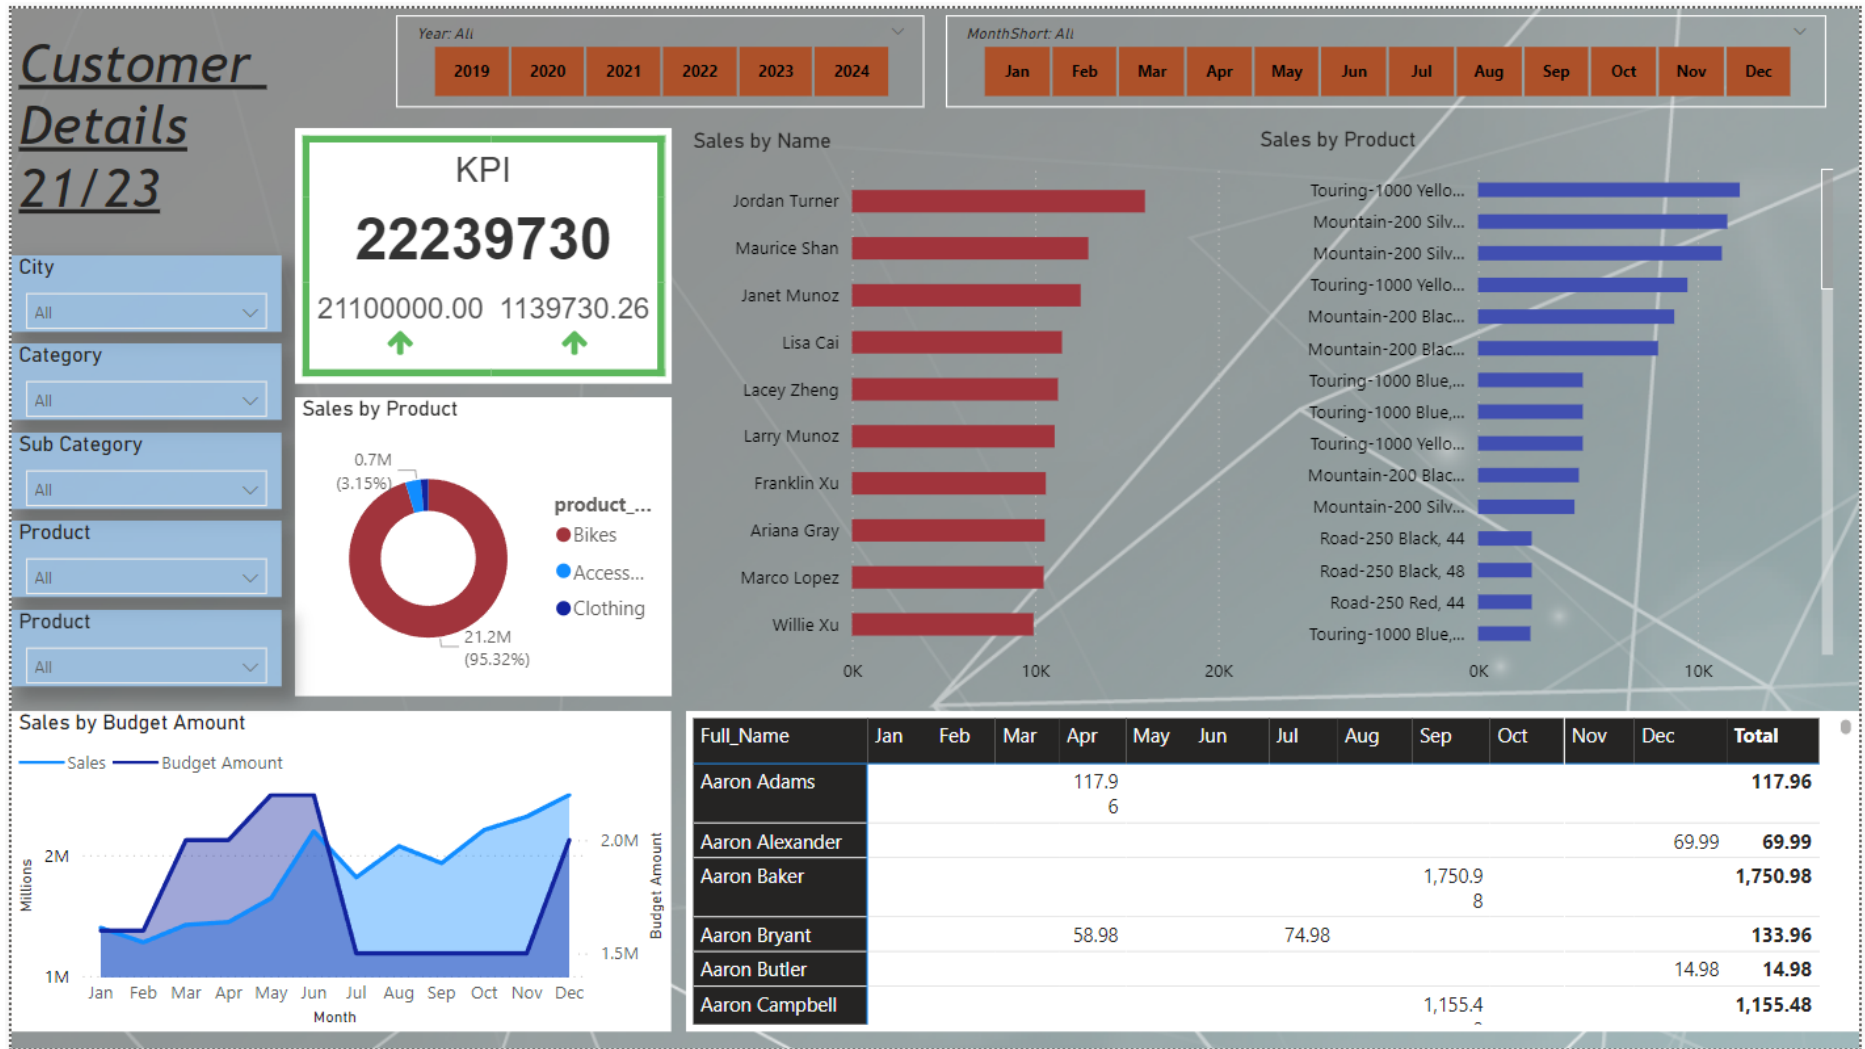 Customer
Details
21/23
Year: All
2019 2020 2021 2022 2023 2024
MonthShort: All
Jan Feb Mar Apr May Jun Jul Aug Sep Oct Nov Dec
City
All
Category
All
Sub Category
All
Product
All
Product
All
KPI
22239730
21100000.00 1139730.26
Sales by Product
0.7M
(3.15%)
21.2M
(95.32%)
product_...
Bikes
Access...
Clothing
Sales by Name
Jordan Turner
Maurice Shan
Janet Munoz
Lisa Cai
Lacey Zheng
Larry Munoz
Franklin Xu
Ariana Gray
Marco Lopez
Willie Xu
0K 10K 20K
Sales by Product
Touring-1000 Yello...
Mountain-200 Silv...
Mountain-200 Silv...
Touring-1000 Yello...
Mountain-200 Blac...
Mountain-200 Blac...
Touring-1000 Blue,...
Touring-1000 Blue,...
Touring-1000 Yello...
Mountain-200 Blac...
Mountain-200 Silv...
Road-250 Black, 44
Road-250 Black, 48
Road-250 Red, 44
Touring-1000 Blue,...
0K 10K
Sales by Budget Amount
Sales Budget Amount
Millions
2M
1M
2.0M
1.5M
Budget Amount
Jan Feb Mar Apr May Jun Jul Aug Sep Oct Nov Dec
Month
Full_Name Jan Feb Mar Apr May Jun Jul Aug Sep Oct Nov Dec Total
Aaron Adams 117.9 117.96
6
Aaron Alexander 69.99 69.99
Aaron Baker 1,750.9 1,750.98
8
Aaron Bryant 58.98 74.98 133.96
Aaron Butler 14.98 14.98
Aaron Campbell 1,155.4 1,155.48